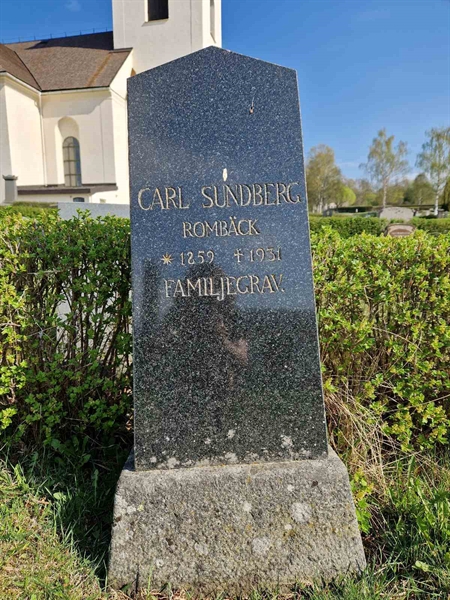 CARL SUNDBERG
ROMBÄCK
* 1859 † 1931
FAMILJEGRAV.